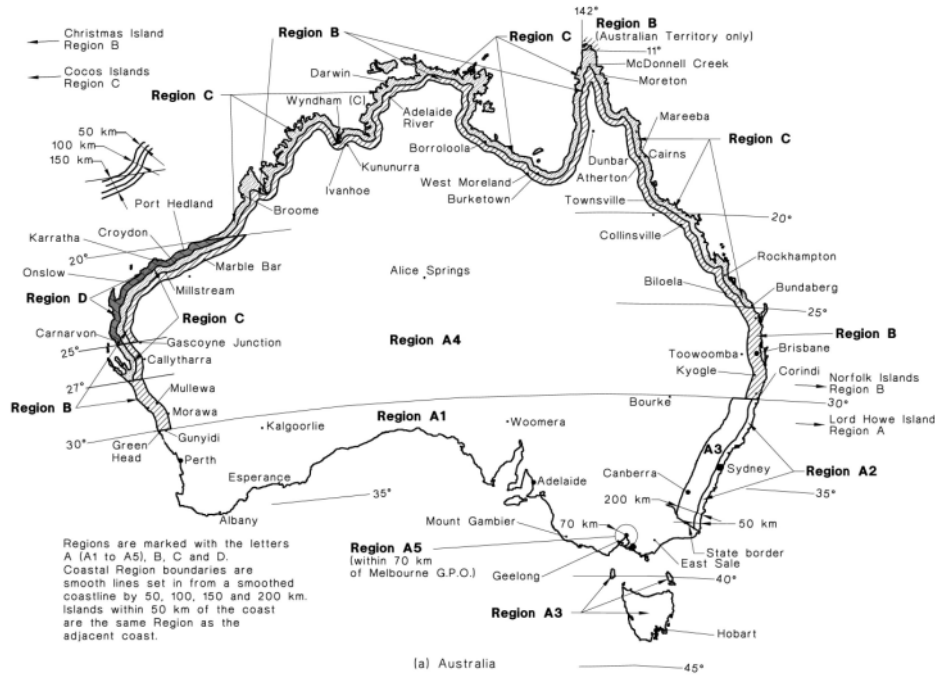 142°
Region B
(Australian Territory only)
11°
Christmas Island
Region B
Cocos Islands
Region C
Region B
Region C
McDonnell Creek
Moreton
Darwin
Region C
Wyndham (C)
Adelaide
River
Mareeba
50 km
100 km
150 km
Borroloola
Region C
Kununurra
Dunbar
Cairns
Ivanhoe
West Moreland
Atherton
Burketown
Townsville
Port Hedland
Broome
20°
Croydon
Collinsville
Karratha
20°
Marble Bar
Rockhampton
Onslow
Alice Springs
Millstream
Biloela
Bundaberg
Region D
25°
Region C
Carnarvon
Region B
Gascoyne Junction
Region A4
25°
Toowoomba
Brisbane
Callytharra
Kyogle
Corindi
27°
Mullewa
Norfolk Islands
Region B
Region B
Bourke
30°
Morawa
Region A1
Lord Howe Island
Region A
30°
Kalgoorlie
Woomera
Gunyidi
Green
Head
A3
Perth
Sydney
Region A2
Esperance
Adelaide
Canberra
35°
35°
200 km
Albany
Mount Gambier
70 km
50 km
Regions are marked with the letters
A (A1 to A5), B, C and D.
Coastal Region boundaries are
smooth lines set in from a smoothed
coastline by 50, 100, 150 and 200 km.
Islands within 50 km of the coast
are the same Region as the
adjacent coast.
Region A5
(within 70 km
of Melbourne G.P.O.)
State border
East Sale
Geelong
40°
Region A3
Hobart
(a) Australia
45°